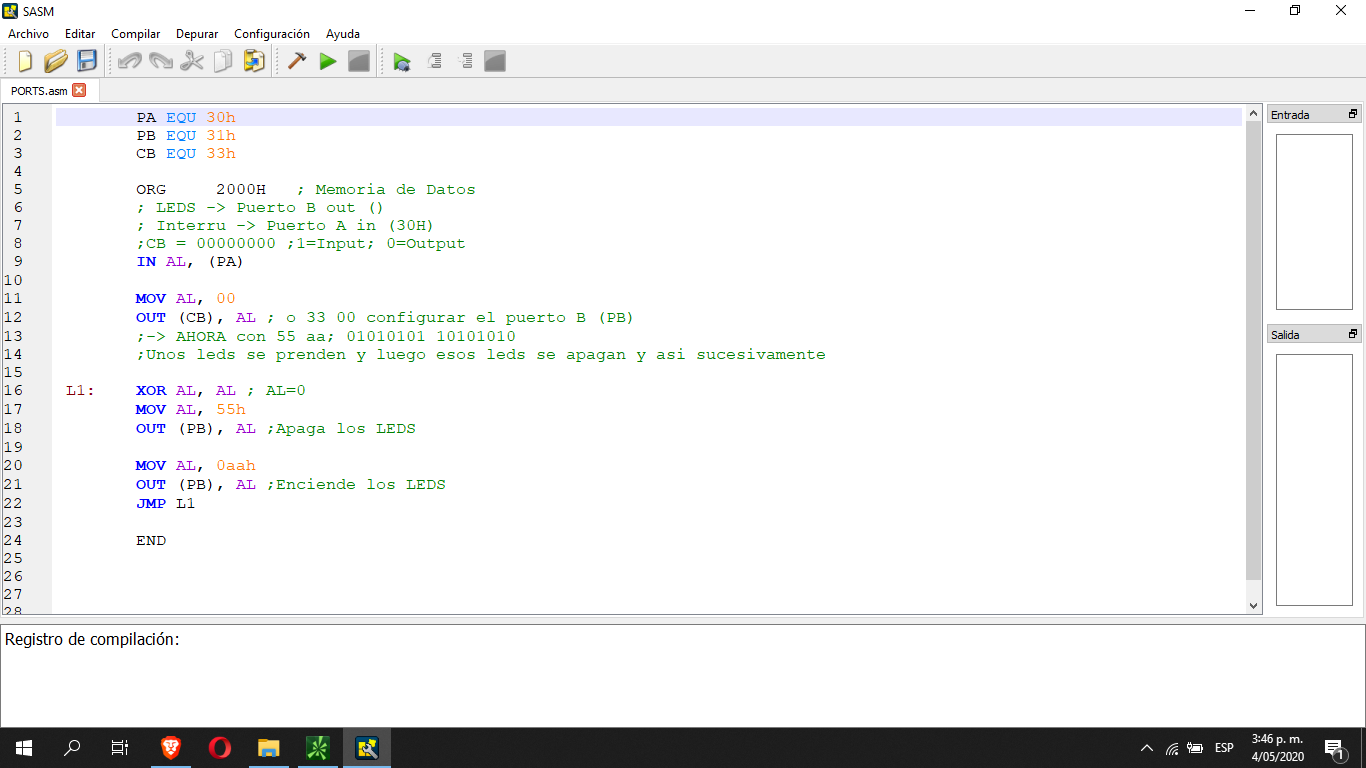 SASM
Archivo Editar Compilar Depurar Configuración Ayuda
PORTS.asm
1 PA EQU 30h
2 PB EQU 31h
3 CB EQU 33h
4
5 ORG 2000H ; Memoria de Datos
6 ; LEDS -> Puerto B out ()
7 ; Interru -> Puerto A in (30H)
8 ;CB = 00000000 ;1=Input; 0=Output
9 IN AL, (PA)
10
11 MOV AL, 00
12 OUT (CB), AL ; o 33 00 configurar el puerto B (PB)
13 ;-> AHORA con 55 aa; 01010101 10101010
14 ;Unos leds se prenden y luego esos leds se apagan y asi sucesivamente
15
16 L1: XOR AL, AL ; AL=0
17 MOV AL, 55h
18 OUT (PB), AL ;Apaga los LEDS
19
20 MOV AL, 0aah
21 OUT (PB), AL ;Enciende los LEDS
22 JMP L1
23
24 END
25
26
27
28
Entrada
Salida
Registro de compilación:
ESP
3:46 p. m.
4/05/2020
1